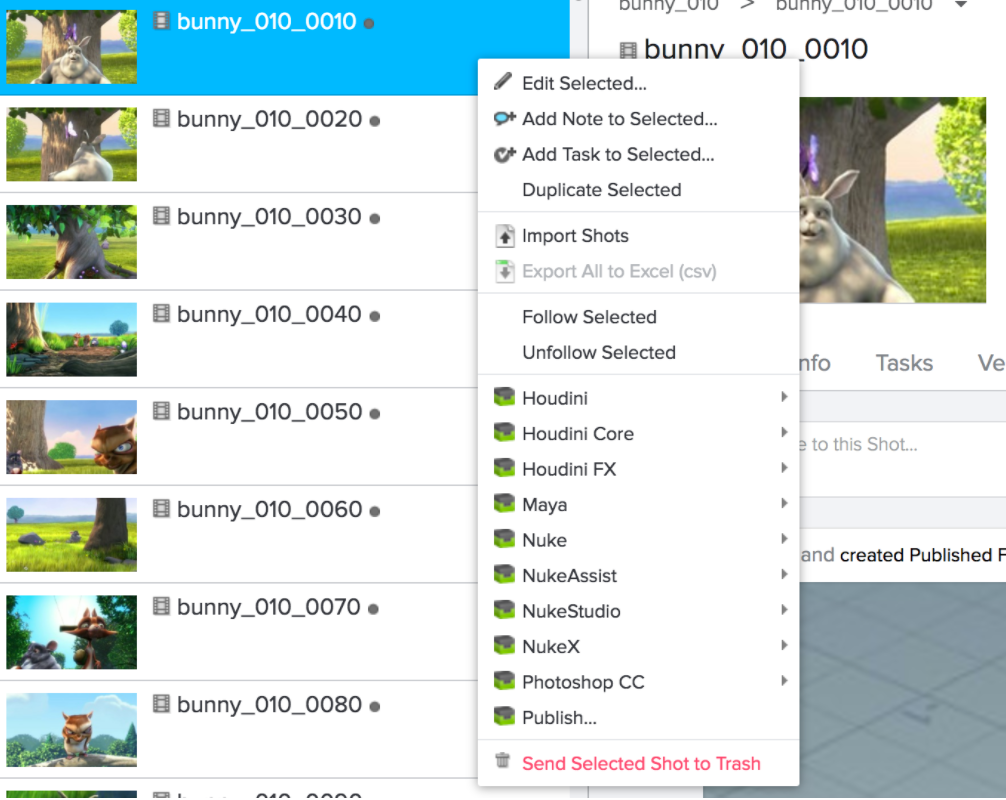 bunny_010_0010
bunny_010_0020
bunny_010_0030
bunny_010_0040
bunny_010_0050
bunny_010_0060
bunny_010_0070
bunny_010_0080
bunny_010 > bunny_010_0010
bunny_010_0010
Edit Selected...
Add Note to Selected...
Add Task to Selected...
Duplicate Selected
Import Shots
Export All to Excel (csv)
Follow Selected
Unfollow Selected
Houdini
Houdini Core
Houdini FX
Maya
Nuke
NukeAssist
NukeStudio
NukeX
Photoshop CC
Publish...
Send Selected Shot to Trash
nfo Tasks Ve
e to this Shot...
and created Published F